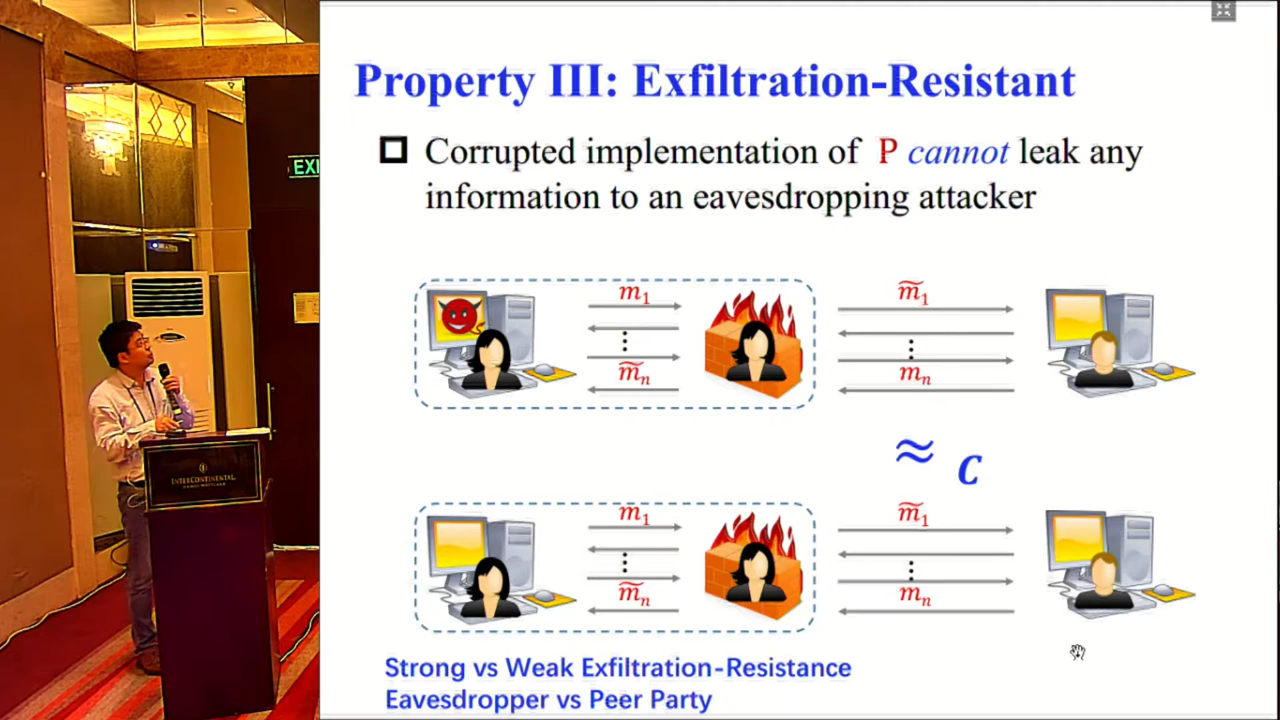 Property III: Exfiltration-Resistant
Corrupted implementation of P cannot leak any
information to an eavesdropping attacker
m₁ m̃₁
m̃ₙ mₙ
≈ c
m₁ m̃₁
m̃ₙ mₙ
Strong vs Weak Exfiltration-Resistance
Eavesdropper vs Peer Party
EXI
INTERCONTINENTAL